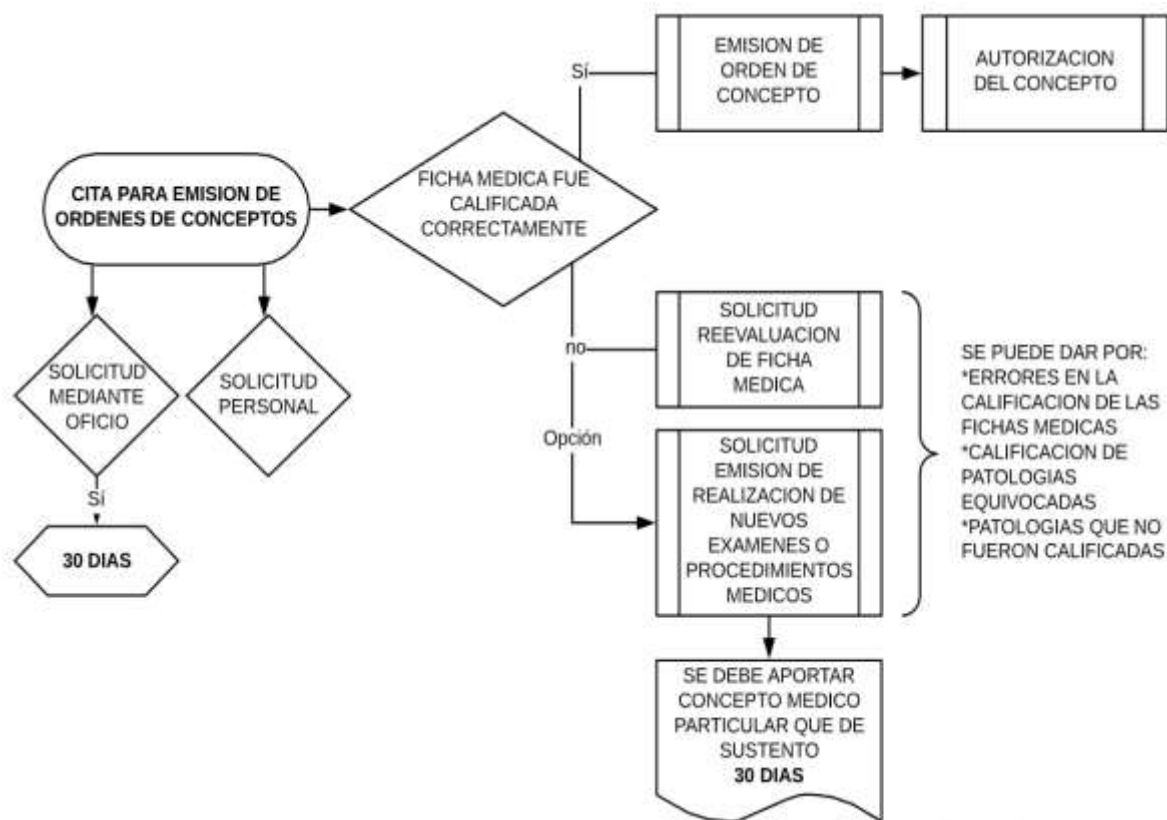 CITA PARA EMISION DE
ORDENES DE CONCEPTOS
SOLICITUD
MEDIANTE
OFICIO
Sí
30 DIAS
SOLICITUD
PERSONAL
FICHA MEDICA FUE
CALIFICADA
CORRECTAMENTE
Sí
EMISION DE
ORDEN DE
CONCEPTO
AUTORIZACION
DEL CONCEPTO
no
SOLICITUD
REEVALUACION
DE FICHA
MEDICA
Opción
SOLICITUD
EMISION DE
REALIZACION DE
NUEVOS
EXAMENES O
PROCEDIMIENTOS
MEDICOS
SE DEBE APORTAR
CONCEPTO MEDICO
PARTICULAR QUE DE
SUSTENTO
30 DIAS
SE PUEDE DAR POR:
*ERRORES EN LA
CALIFICACION DE LAS
FICHAS MEDICAS
*CALIFICACION DE
PATOLOGIAS
EQUIVOCADAS
*PATOLOGIAS QUE NO
FUERON CALIFICADAS